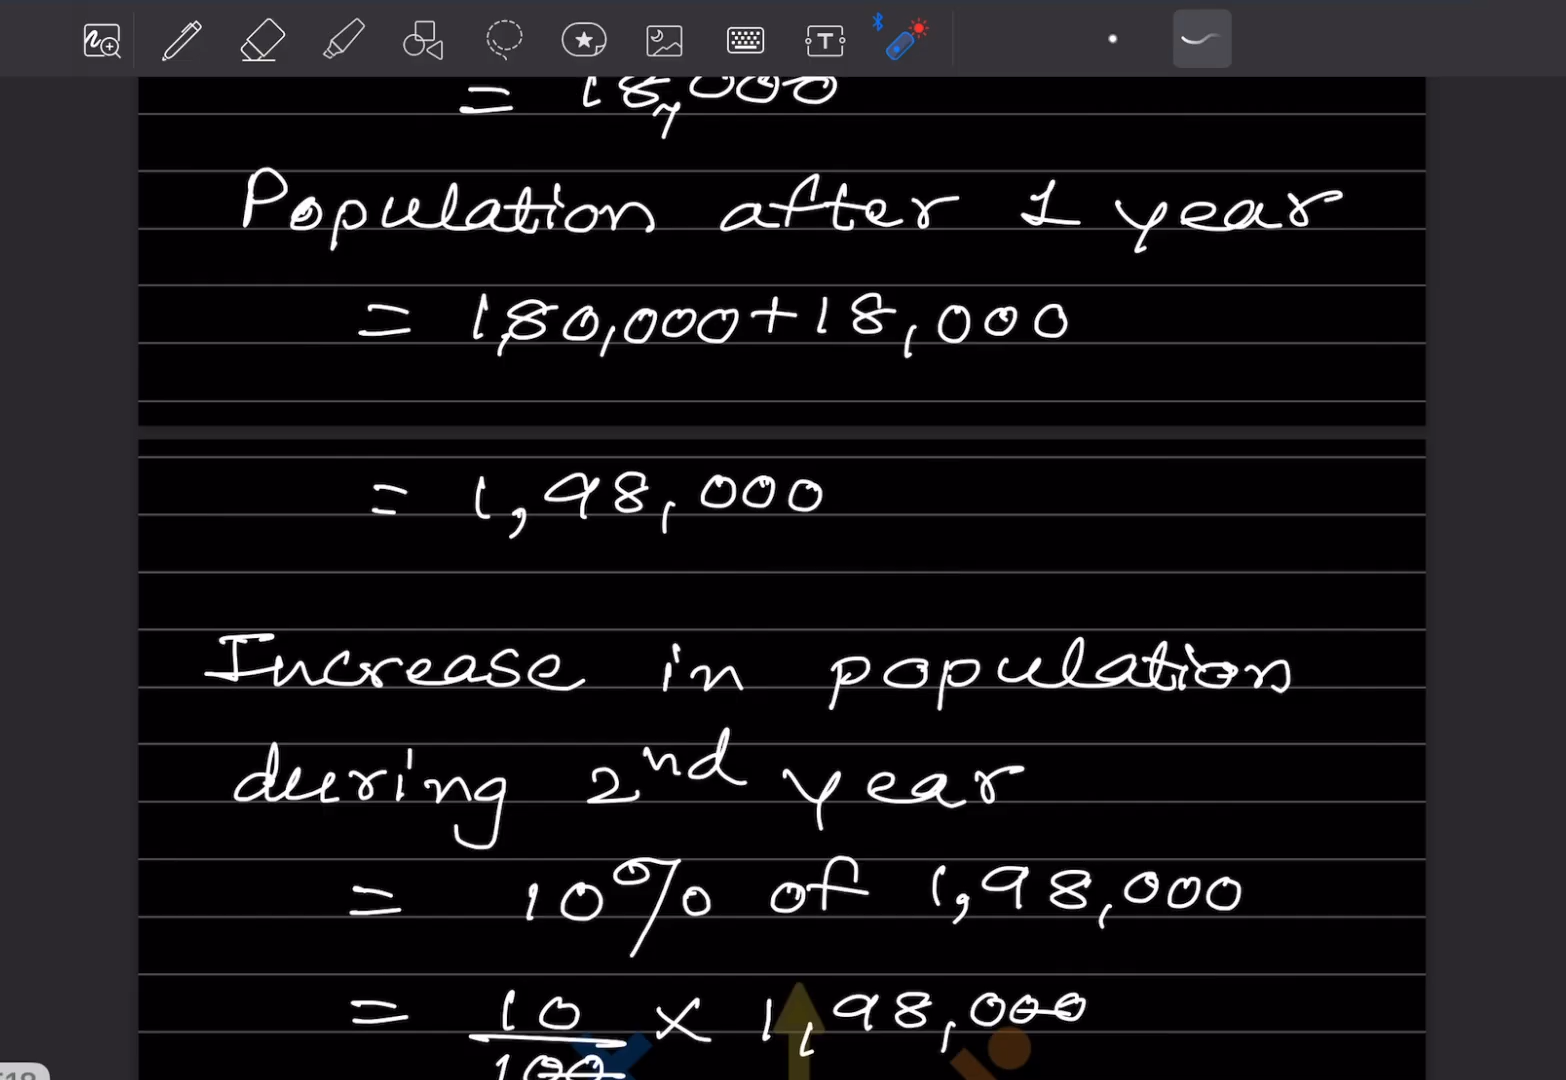 = 18,000
Population after 1 year
= 1,80,000+18,000
= 1,98,000
Increase in population
during 2nd year
= 10% of 1,98,000
= 10/100 × 1,98,000